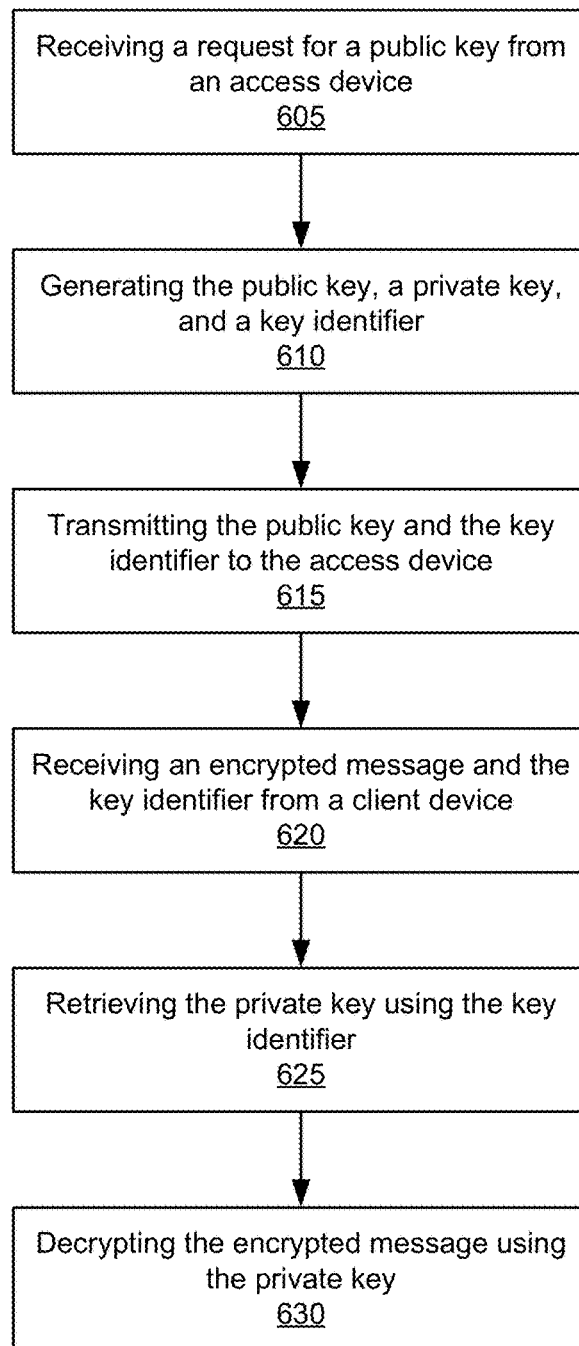 Receiving a request for a public key from
an access device
605
Generating the public key, a private key,
and a key identifier
610
Transmitting the public key and the key
identifier to the access device
615
Receiving an encrypted message and the
key identifier from a client device
620
Retrieving the private key using the key
identifier
625
Decrypting the encrypted message using
the private key
630